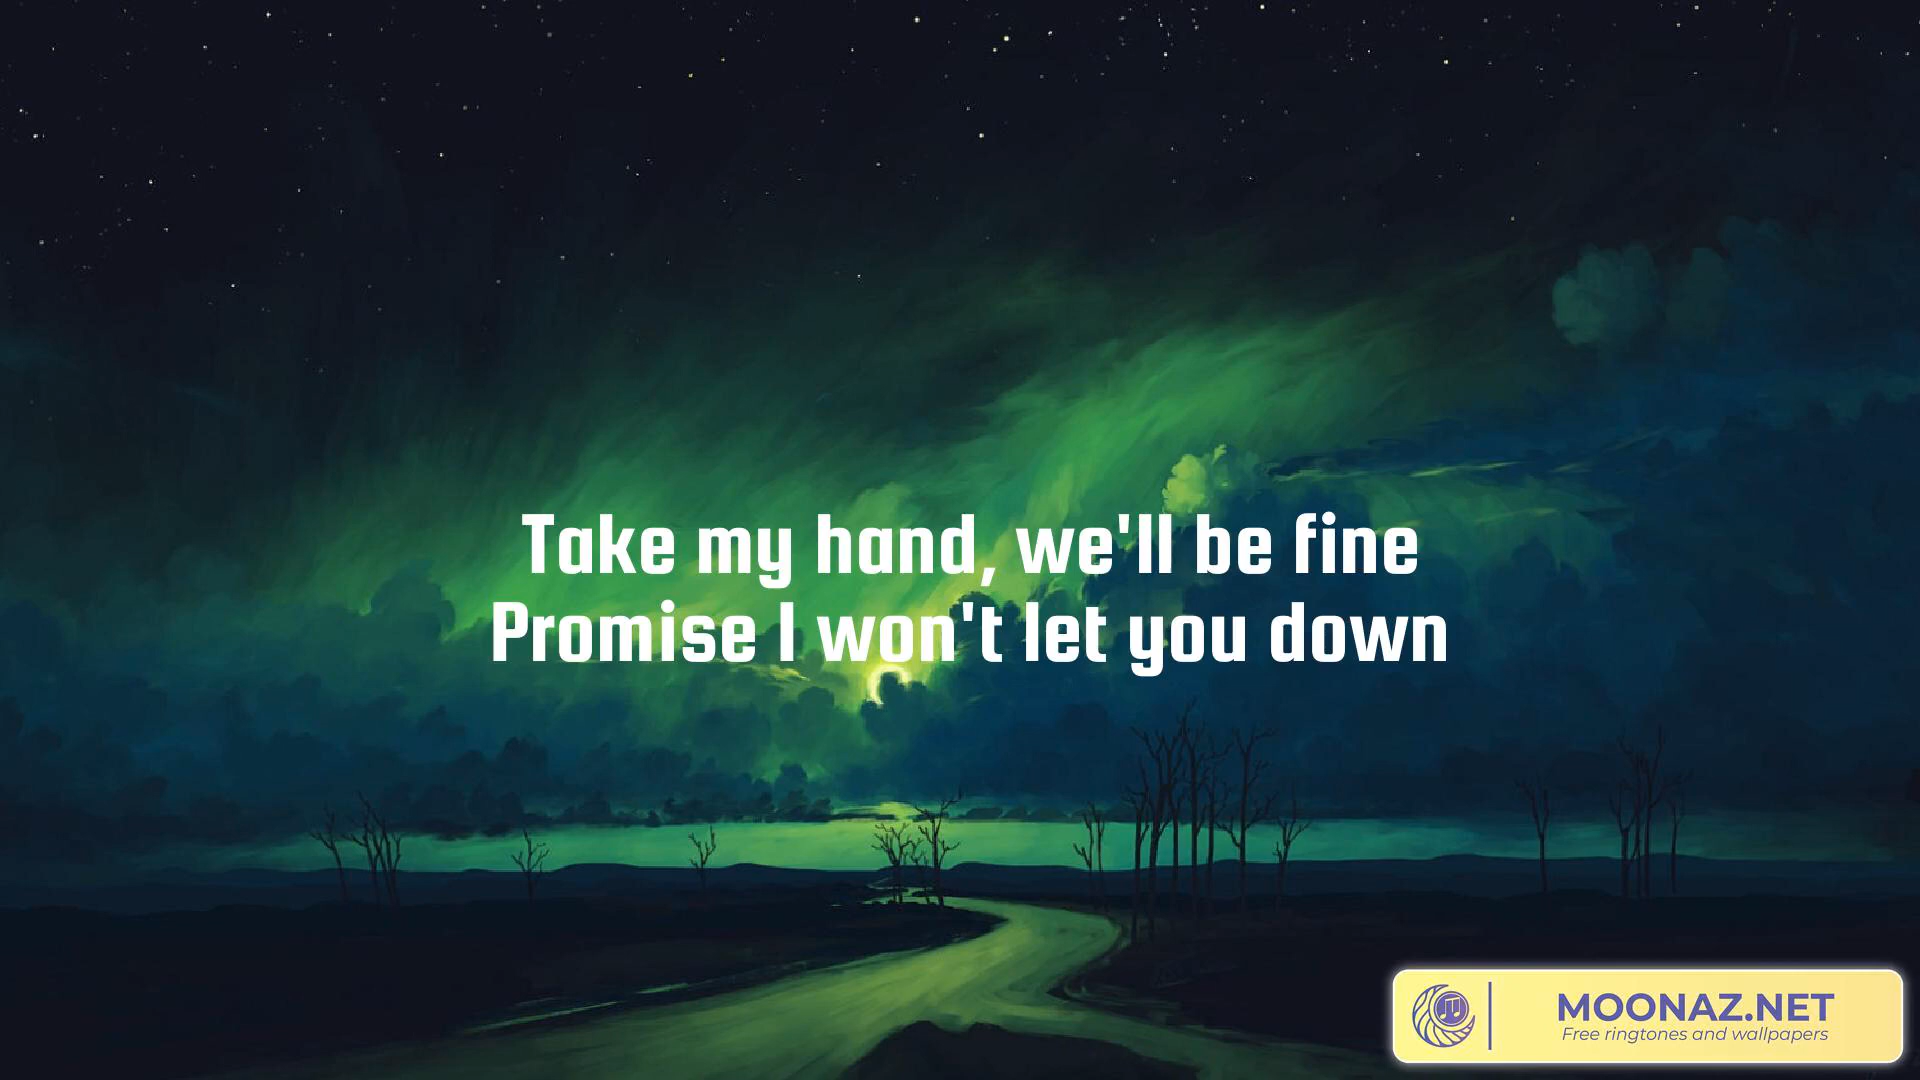 Take my hand, we'll be fine
Promise I won't let you down
MOONAZ.NET
Free ringtones and wallpapers